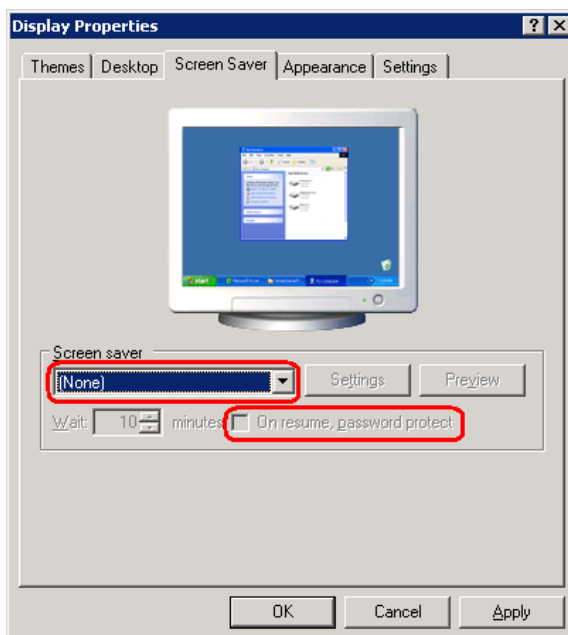 Display Properties
Themes Desktop Screen Saver Appearance Settings
start
Screen saver
(None) Settings Preview
Wait: 10 minutes On resume, password protect
OK Cancel Apply